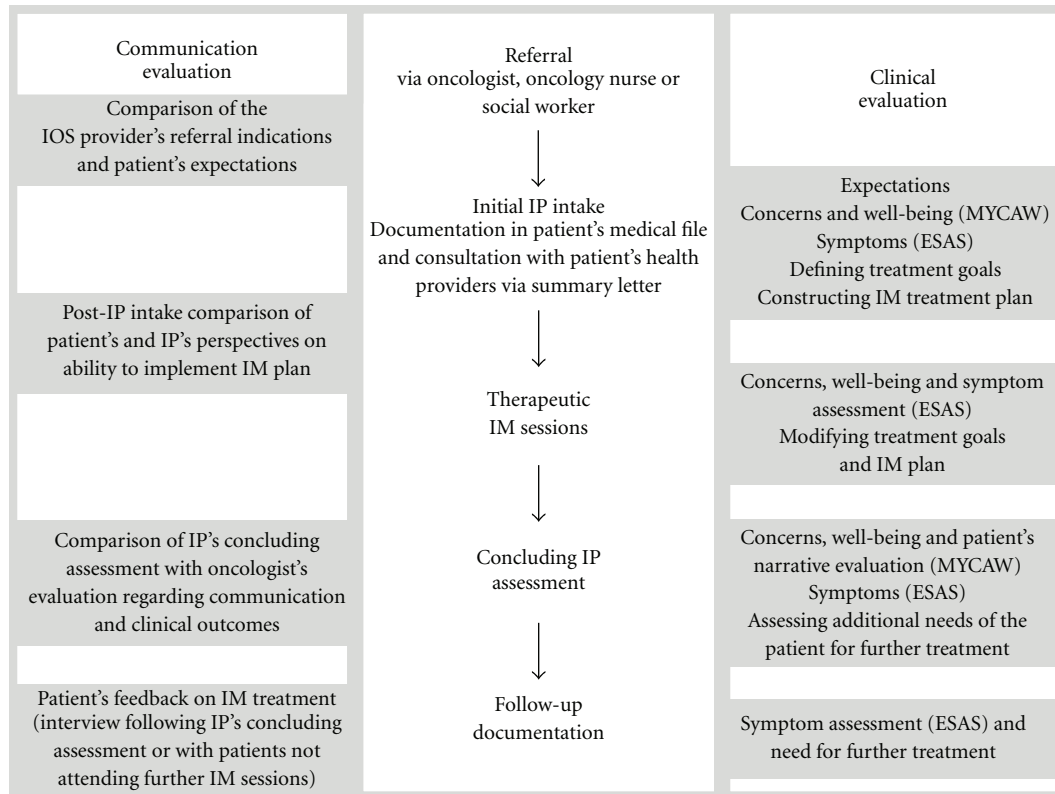 Communication
evaluation
Comparison of the
IOS provider's referral indications
and patient's expectations
Post-IP intake comparison of
patient's and IP's perspectives on
ability to implement IM plan
Comparison of IP's concluding
assessment with oncologist's
evaluation regarding communication
and clinical outcomes
Patient's feedback on IM treatment
(interview following IP's concluding
assessment or with patients not
attending further IM sessions)
Referral
via oncologist, oncology nurse or
social worker
Initial IP intake
Documentation in patient's medical file
and consultation with patient's health
providers via summary letter
Therapeutic
IM sessions
Concluding IP
assessment
Follow-up
documentation
Clinical
evaluation
Expectations
Concerns and well-being (MYCAW)
Symptoms (ESAS)
Defining treatment goals
Constructing IM treatment plan
Concerns, well-being and symptom
assessment (ESAS)
Modifying treatment goals
and IM plan
Concerns, well-being and patient's
narrative evaluation (MYCAW)
Symptoms (ESAS)
Assessing additional needs of the
patient for further treatment
Symptom assessment (ESAS) and
need for further treatment